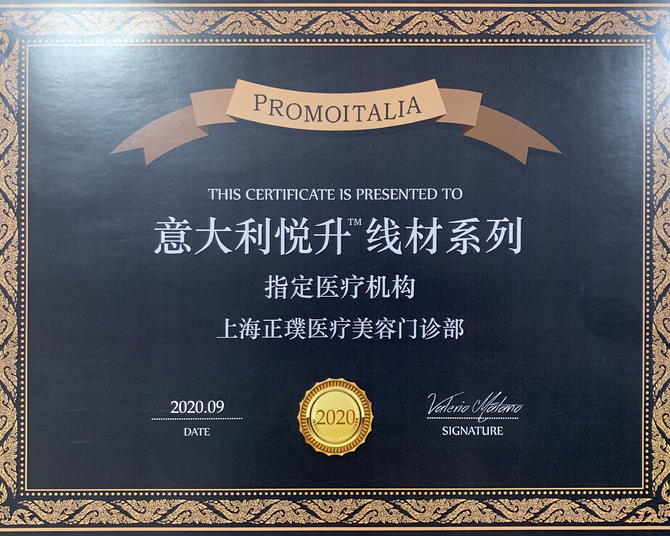 PROMOITALIA
THIS CERTIFICATE IS PRESENTED TO
意大利悦升™线材系列
指定医疗机构
上海正璞医疗美容门诊部
2020.09
DATE
2020
Valerio Matano
SIGNATURE